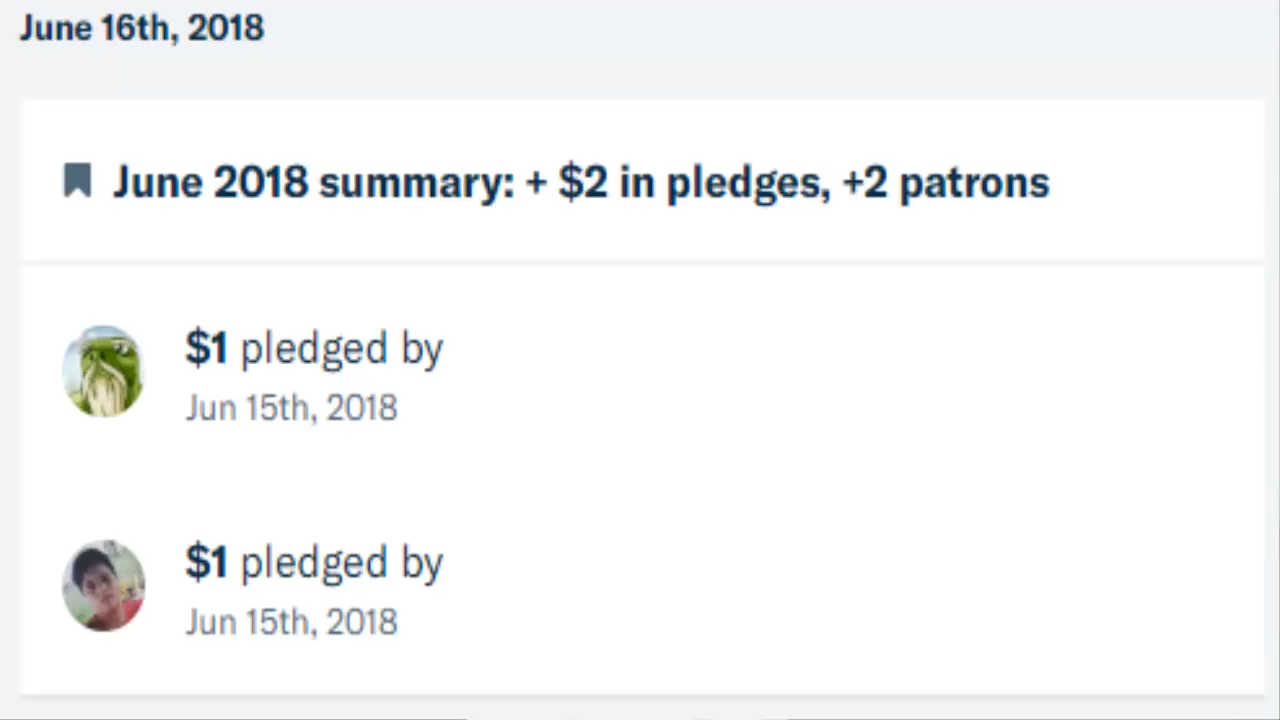 June 16th, 2018
June 2018 summary: + $2 in pledges, +2 patrons
$1 pledged by
Jun 15th, 2018
$1 pledged by
Jun 15th, 2018